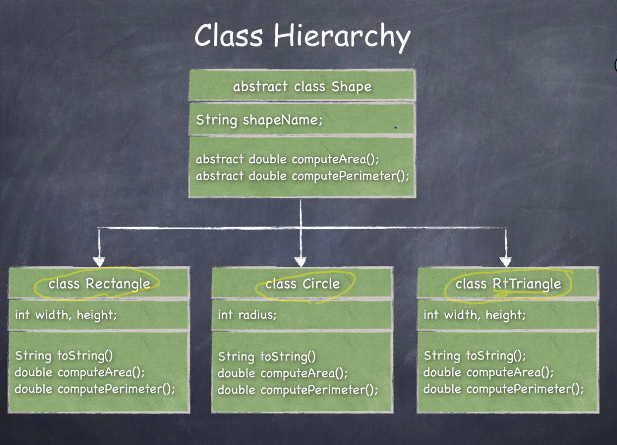 Class Hierarchy
abstract class Shape
String shapeName;
abstract double computeArea();
abstract double computePerimeter();
class Rectangle
int width, height;
String toString()
double computeArea();
double computePerimeter();
class Circle
int radius;
String toString()
double computeArea();
double computePerimeter();
class RtTriangle
int width, height;
String toString();
double computeArea();
double computePerimeter();